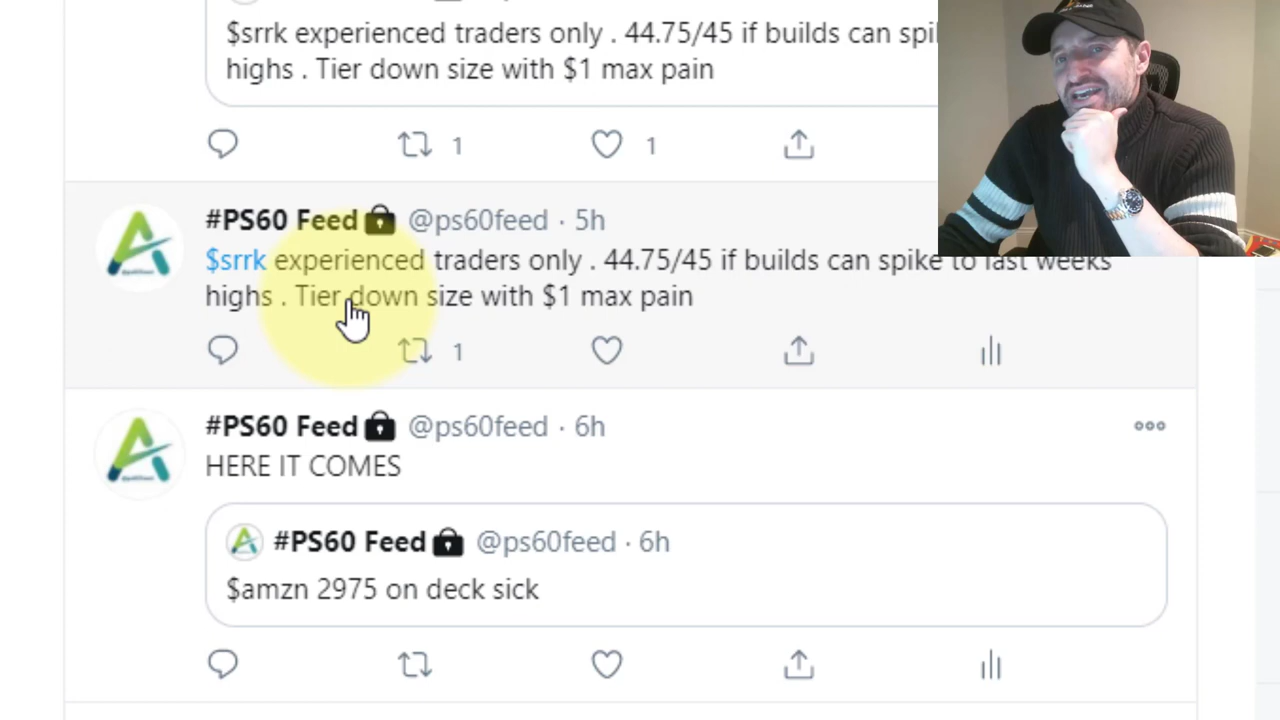 $srrk experienced traders only . 44.75/45 if builds can
highs . Tier down size with $1 max pain
1
1
#PS60 Feed @ps60feed · 5h
$srrk experienced traders only . 44.75/45 if builds can spike to last weeks
highs . Tier down size with $1 max pain
1
#PS60 Feed @ps60feed · 6h
HERE IT COMES
#PS60 Feed @ps60feed · 6h
$amzn 2975 on deck sick